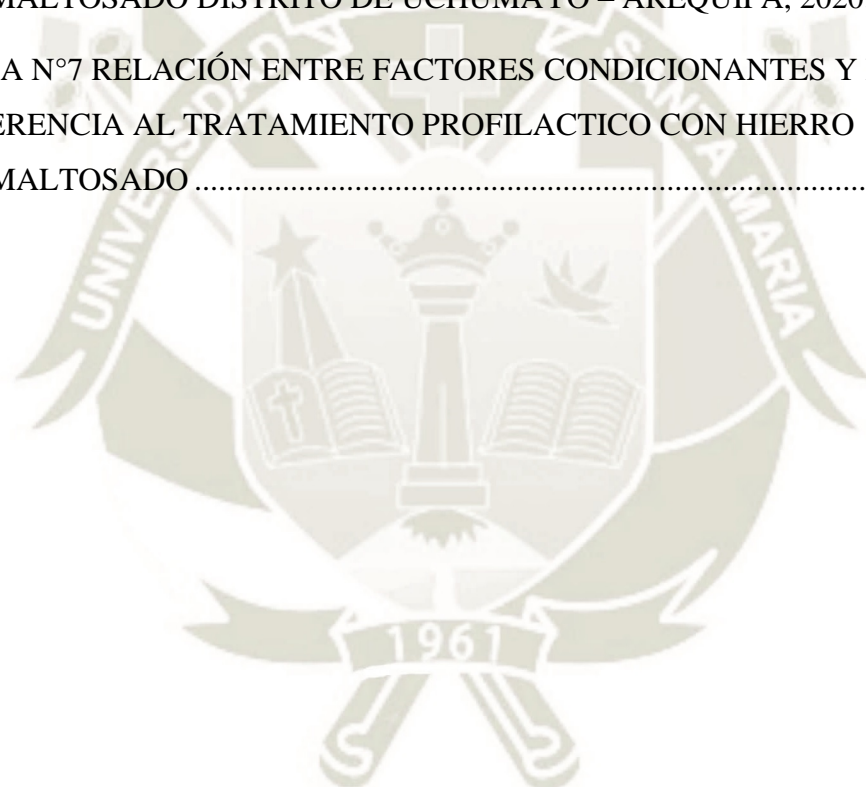 MALTOSADO DISTRITO DE UCHUMAYO – AREQUIPA, 2020
A N°7 RELACIÓN ENTRE FACTORES CONDICIONANTES Y
ERENCIA AL TRATAMIENTO PROFILACTICO CON HIERRO
MALTOSADO ..........................................................................
UNIVERSIDAD
SANTA MARIA
1961